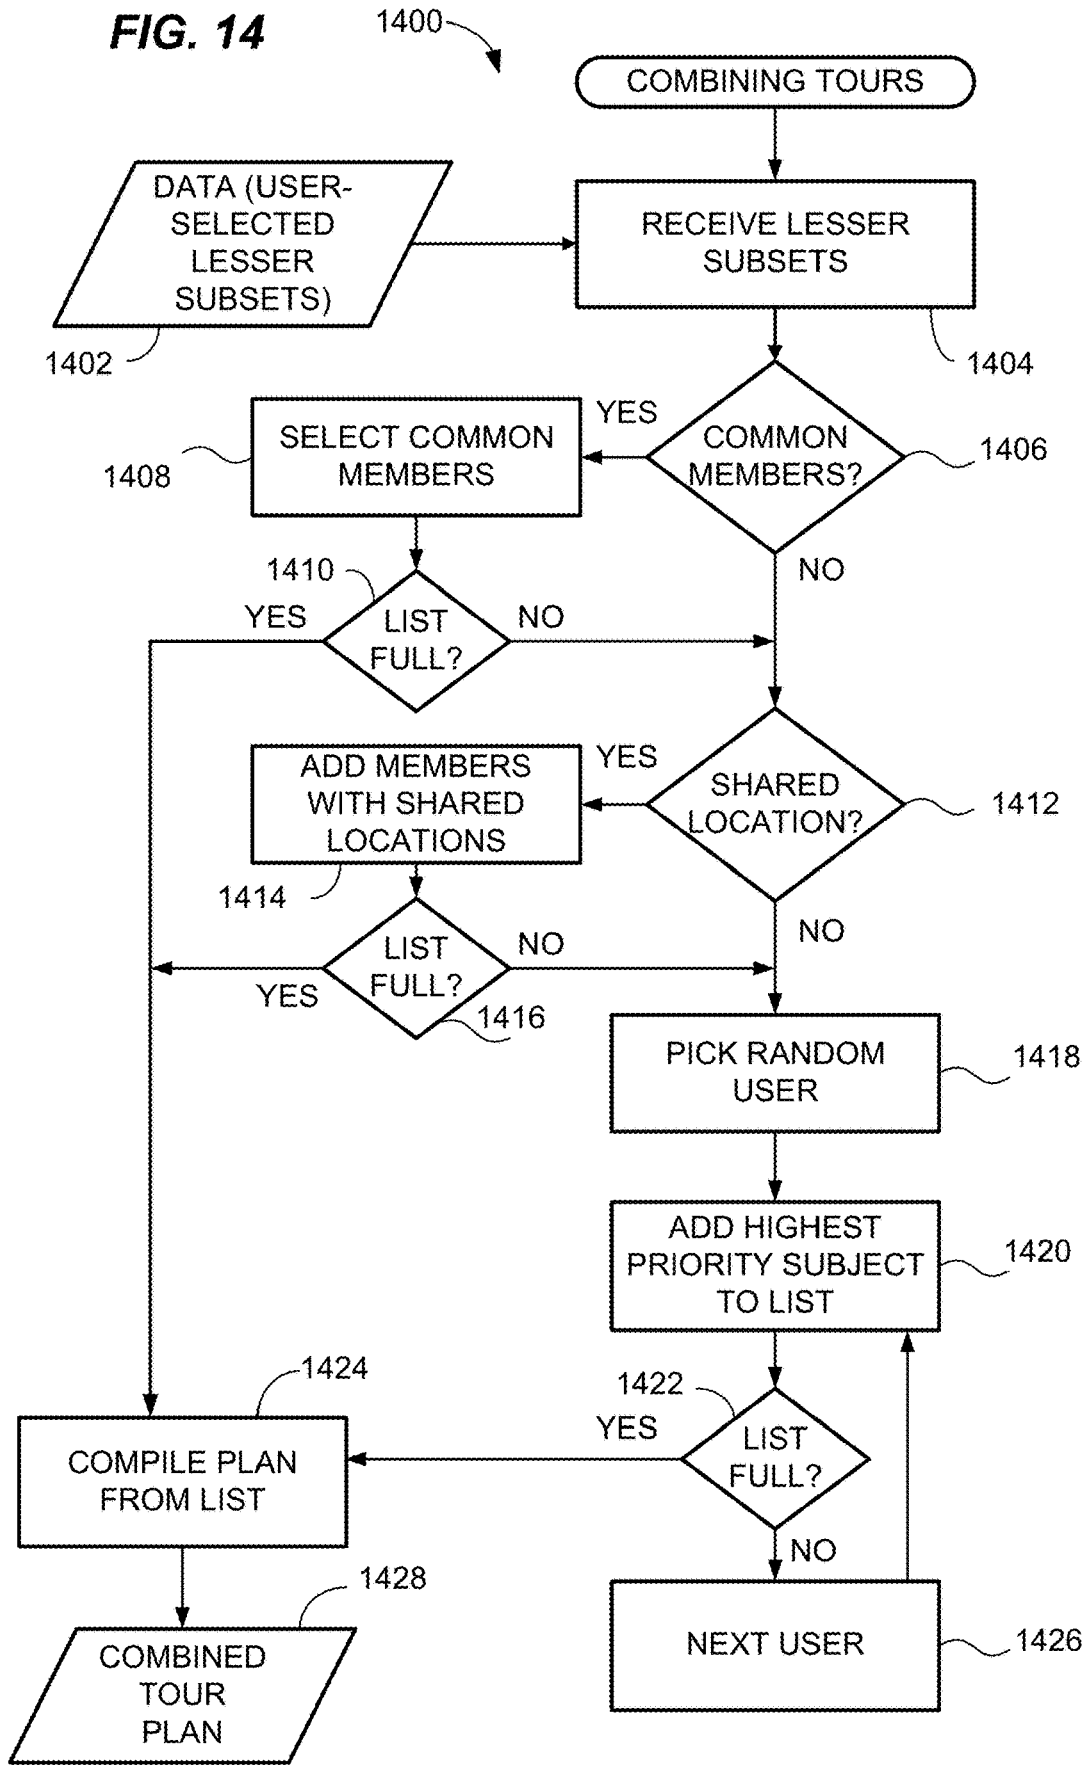 FIG. 14
1400
COMBINING TOURS
DATA (USER-
SELECTED
LESSER
SUBSETS)
RECEIVE LESSER
SUBSETS
1402
1404
YES
SELECT COMMON
MEMBERS
COMMON
MEMBERS?
1406
1408
1410
NO
YES
LIST
FULL?
NO
YES
ADD MEMBERS
WITH SHARED
LOCATIONS
SHARED
LOCATION?
1412
1414
NO
LIST
FULL?
NO
YES
1416
PICK RANDOM
USER
1418
ADD HIGHEST
PRIORITY SUBJECT
TO LIST
1420
1424
1422
YES
LIST
FULL?
COMPILE PLAN
FROM LIST
NO
1428
NEXT USER
1426
COMBINED
TOUR
PLAN